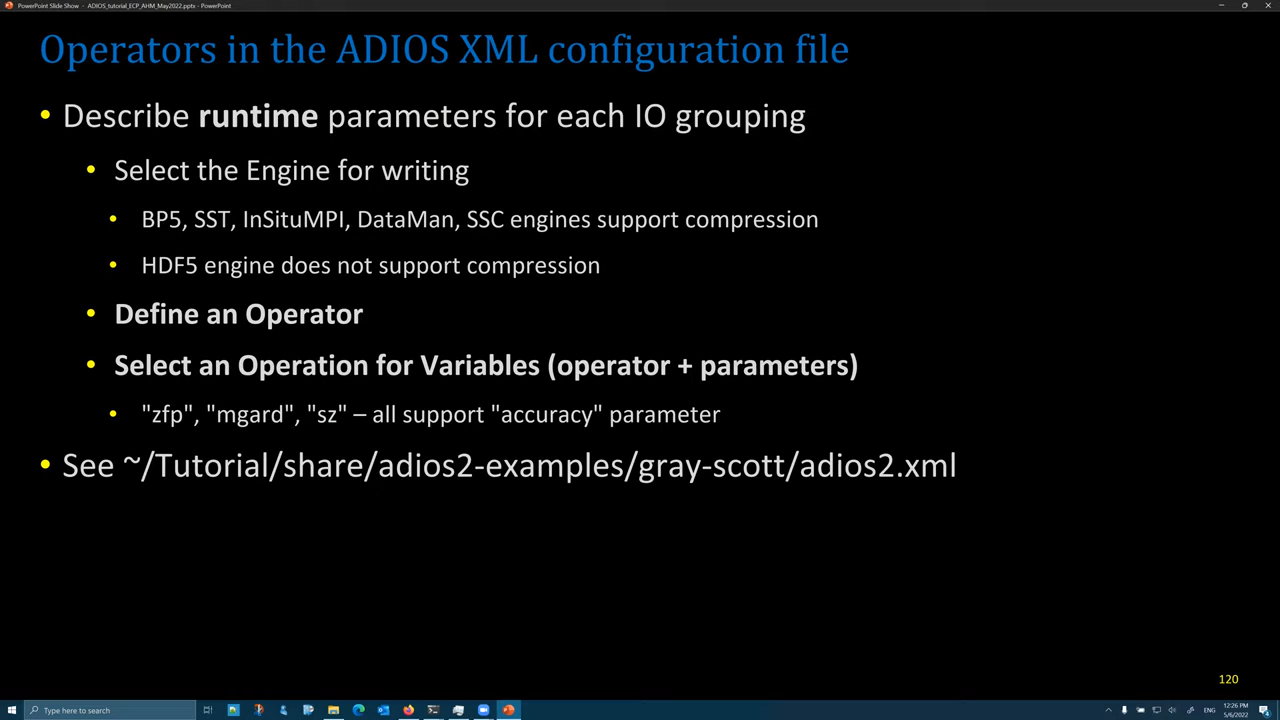 PowerPoint Slide Show - ADIOS_tutorial_ECP_AHM_May2022.pptx - PowerPoint
Operators in the ADIOS XML configuration file
• Describe runtime parameters for each IO grouping
• Select the Engine for writing
• BP5, SST, InSituMPI, DataMan, SSC engines support compression
• HDF5 engine does not support compression
• Define an Operator
• Select an Operation for Variables (operator + parameters)
• "zfp", "mgard", "sz" – all support "accuracy" parameter
• See ~/Tutorial/share/adios2-examples/gray-scott/adios2.xml
120
Type here to search
ENG
12:26 PM
5/6/2022